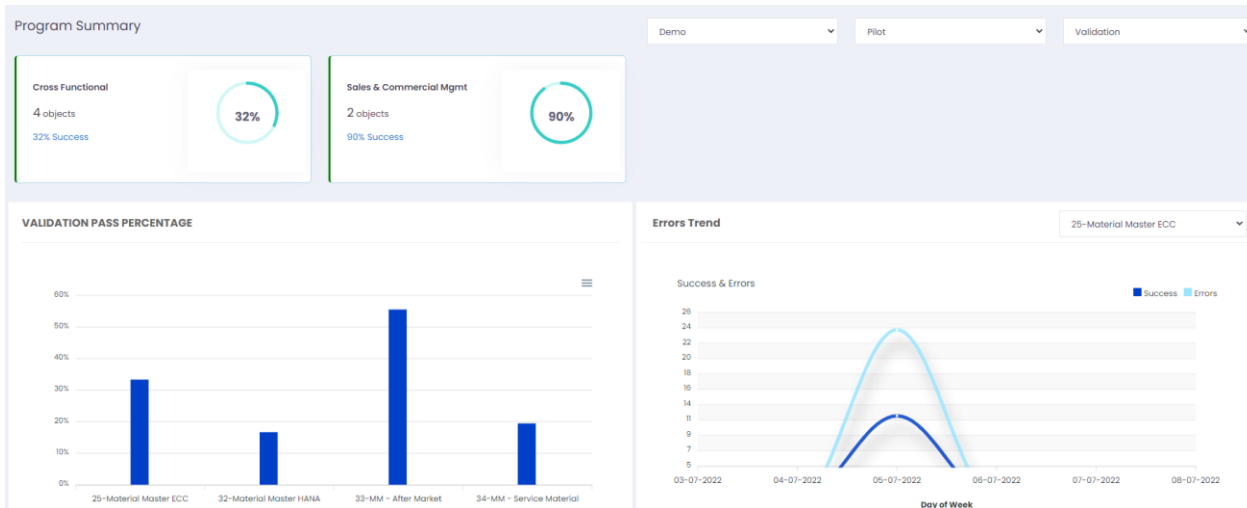 Program Summary
Demo
Pilot
Validation
Cross Functional
4 objects
32% Success
32%
Sales & Commercial Mgmt
2 objects
90% Success
90%
VALIDATION PASS PERCENTAGE
60%
50%
40%
30%
20%
10%
0%
25-Material Master ECC
32-Material Master HANA
33-MM - After Market
34-MM - Service Material
Errors Trend
25-Material Master ECC
Success & Errors
Success
Errors
26
24
22
20
18
16
14
11
9
7
5
03-07-2022
04-07-2022
05-07-2022
06-07-2022
07-07-2022
08-07-2022
Day of Week